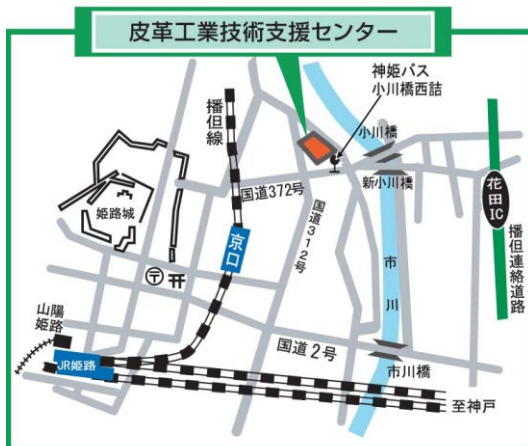 皮革工業技術支援センター
神姫バス
小川橋西詰
播但線
小川橋
新小川橋
国道372号
姫路城
京口
国道312号
花田
IC
播但連絡道路
市川
山陽
姫路
JR姫路
国道2号
市川橋
至神戸